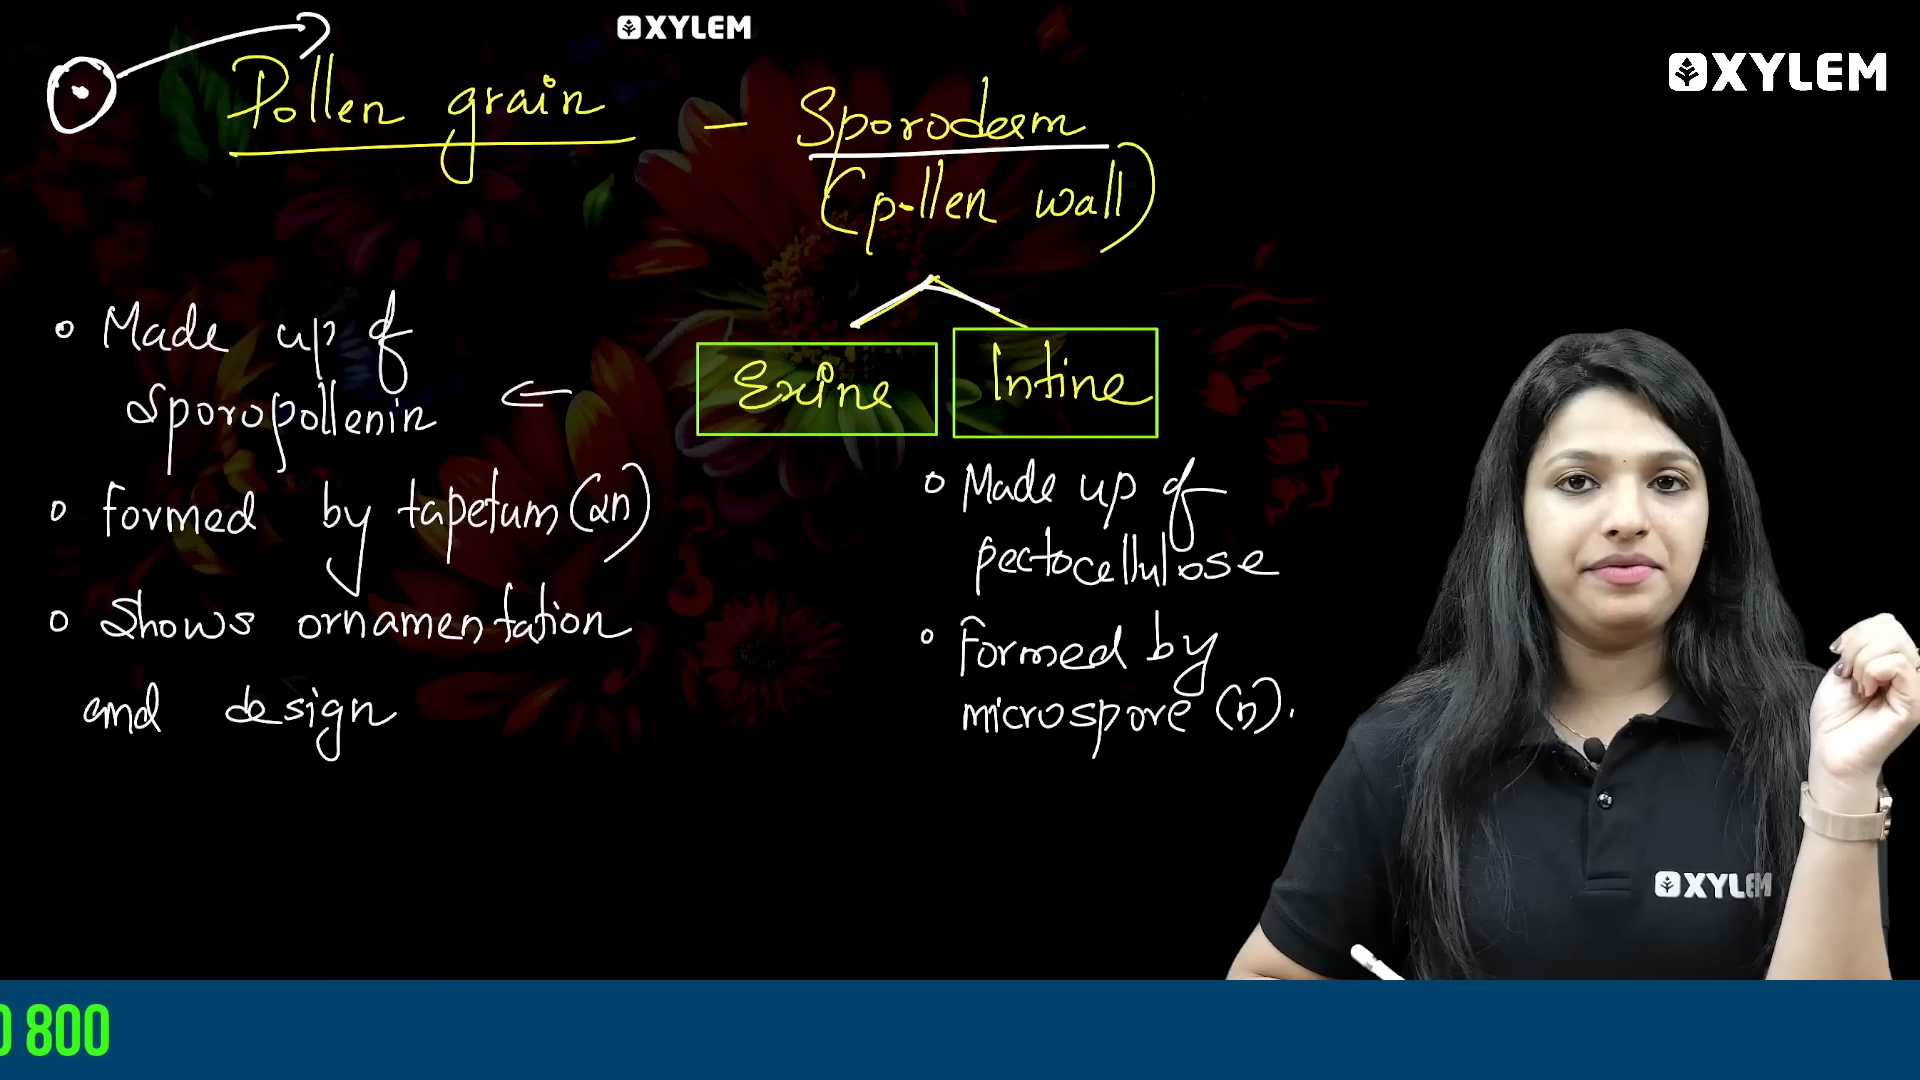 XYLEM
XYLEM
Pollen grain - Sporoderm
(pollen wall)
Exine
Intine
• Made up of
sporopollenin ←
• formed by tapetum (2n)
• Shows ornamentation
and design
• Made up of
pectocellulose
• Formed by
microspore (n).
XYLEM
800